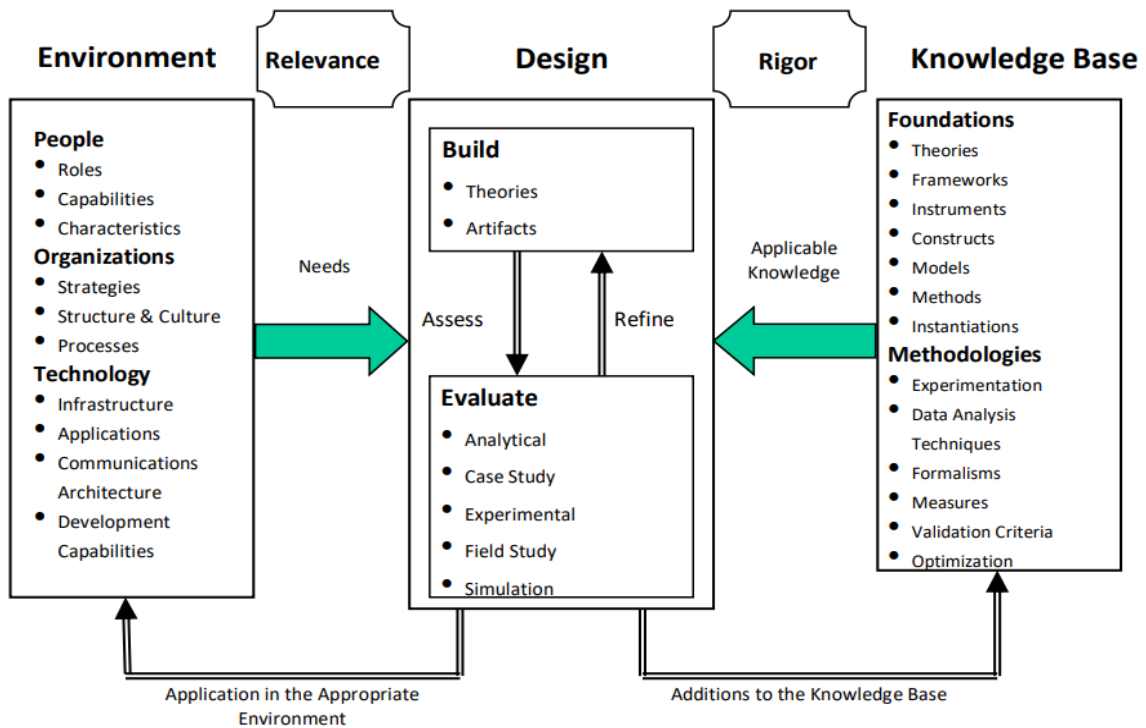 Environment
Relevance
Design
Rigor
Knowledge Base
People
• Roles
• Capabilities
• Characteristics
Organizations
• Strategies
• Structure & Culture
• Processes
Technology
• Infrastructure
• Applications
• Communications
Architecture
• Development
Capabilities
Needs
Build
• Theories
• Artifacts
Assess
Refine
Evaluate
• Analytical
• Case Study
• Experimental
• Field Study
• Simulation
Applicable
Knowledge
Foundations
• Theories
• Frameworks
• Instruments
• Constructs
• Models
• Methods
• Instantiations
Methodologies
• Experimentation
• Data Analysis
Techniques
• Formalisms
• Measures
• Validation Criteria
• Optimization
Application in the Appropriate
Environment
Additions to the Knowledge Base